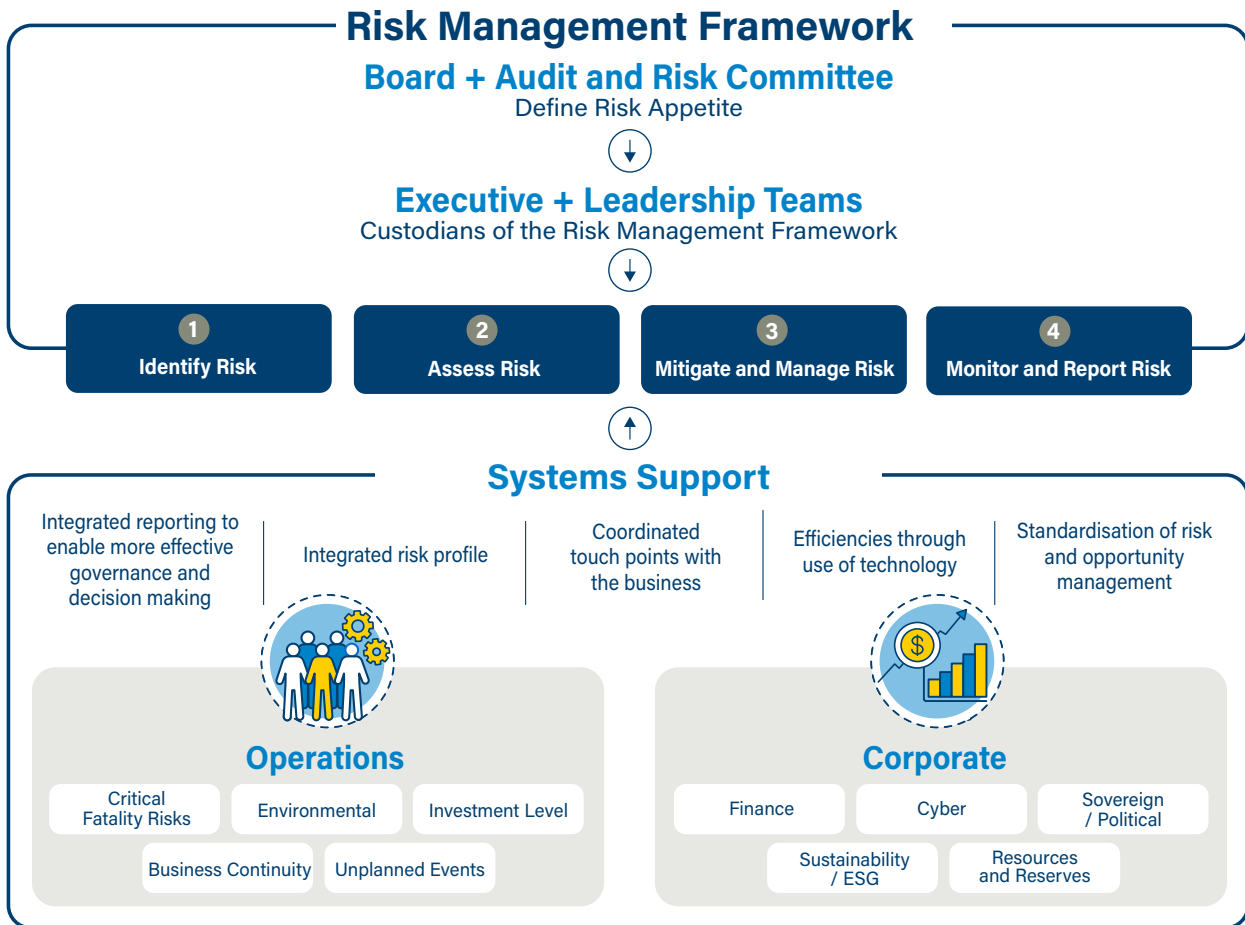 Risk Management Framework
Board + Audit and Risk Committee
Define Risk Appetite
Executive + Leadership Teams
Custodians of the Risk Management Framework
1
Identify Risk
2
Assess Risk
3
Mitigate and Manage Risk
4
Monitor and Report Risk
Systems Support
Integrated reporting to
enable more effective
governance and
decision making
Integrated risk profile
Coordinated
touch points with
the business
Efficiencies through
use of technology
Standardisation of risk
and opportunity
management
Operations
Critical
Fatality Risks
Environmental
Investment Level
Business Continuity
Unplanned Events
$
Corporate
Finance
Cyber
Sovereign
/ Political
Sustainability
/ ESG
Resources
and Reserves